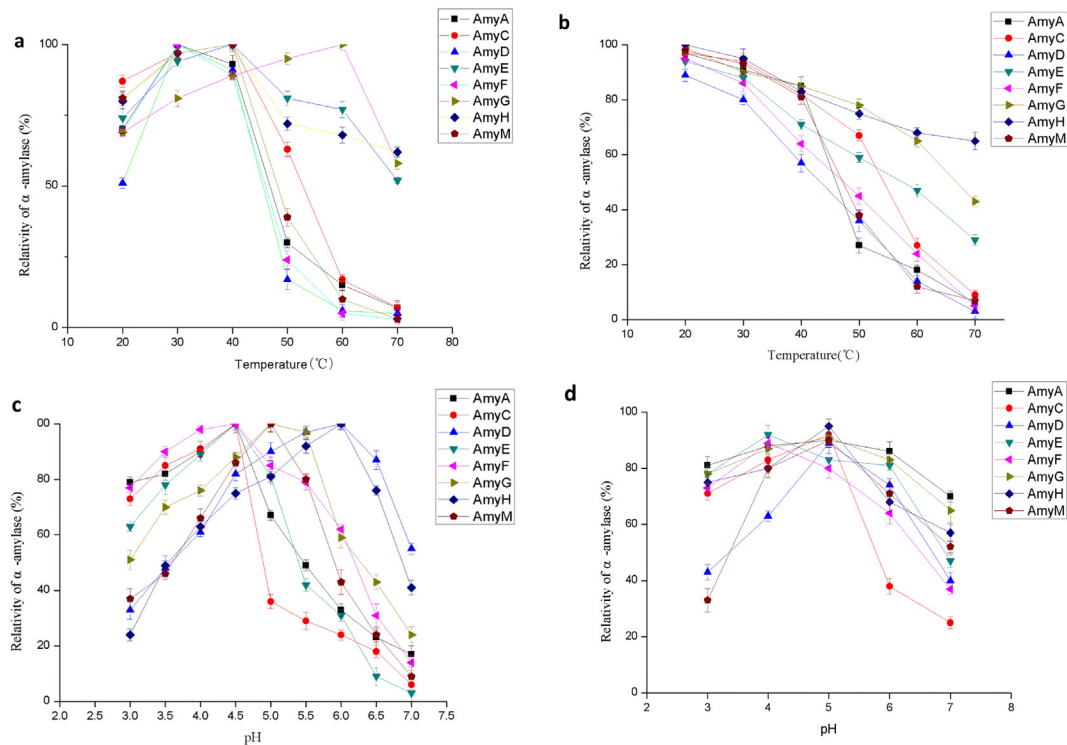 a
100
50
0
10 20 30 40 50 60 70 80
Temperature(℃)
Relativity of α -amylase (%)
AmyA
AmyC
AmyD
AmyE
AmyF
AmyG
AmyH
AmyM
b
100
80
60
40
20
0
10 20 30 40 50 60 70
Temperature(℃)
Relativity of α -amylase (%)
AmyA
AmyC
AmyD
AmyE
AmyF
AmyG
AmyH
AmyM
c
00
80
60
40
20
0
2.0 2.5 3.0 3.5 4.0 4.5 5.0 5.5 6.0 6.5 7.0 7.5
pH
Relativity of α -amylase (%)
AmyA
AmyC
AmyD
AmyE
AmyF
AmyG
AmyH
AmyM
d
100
80
60
40
20
0
2 3 4 5 6 7 8
pH
Relativity of α -amylase (%)
AmyA
AmyC
AmyD
AmyE
AmyF
AmyG
AmyH
AmyM